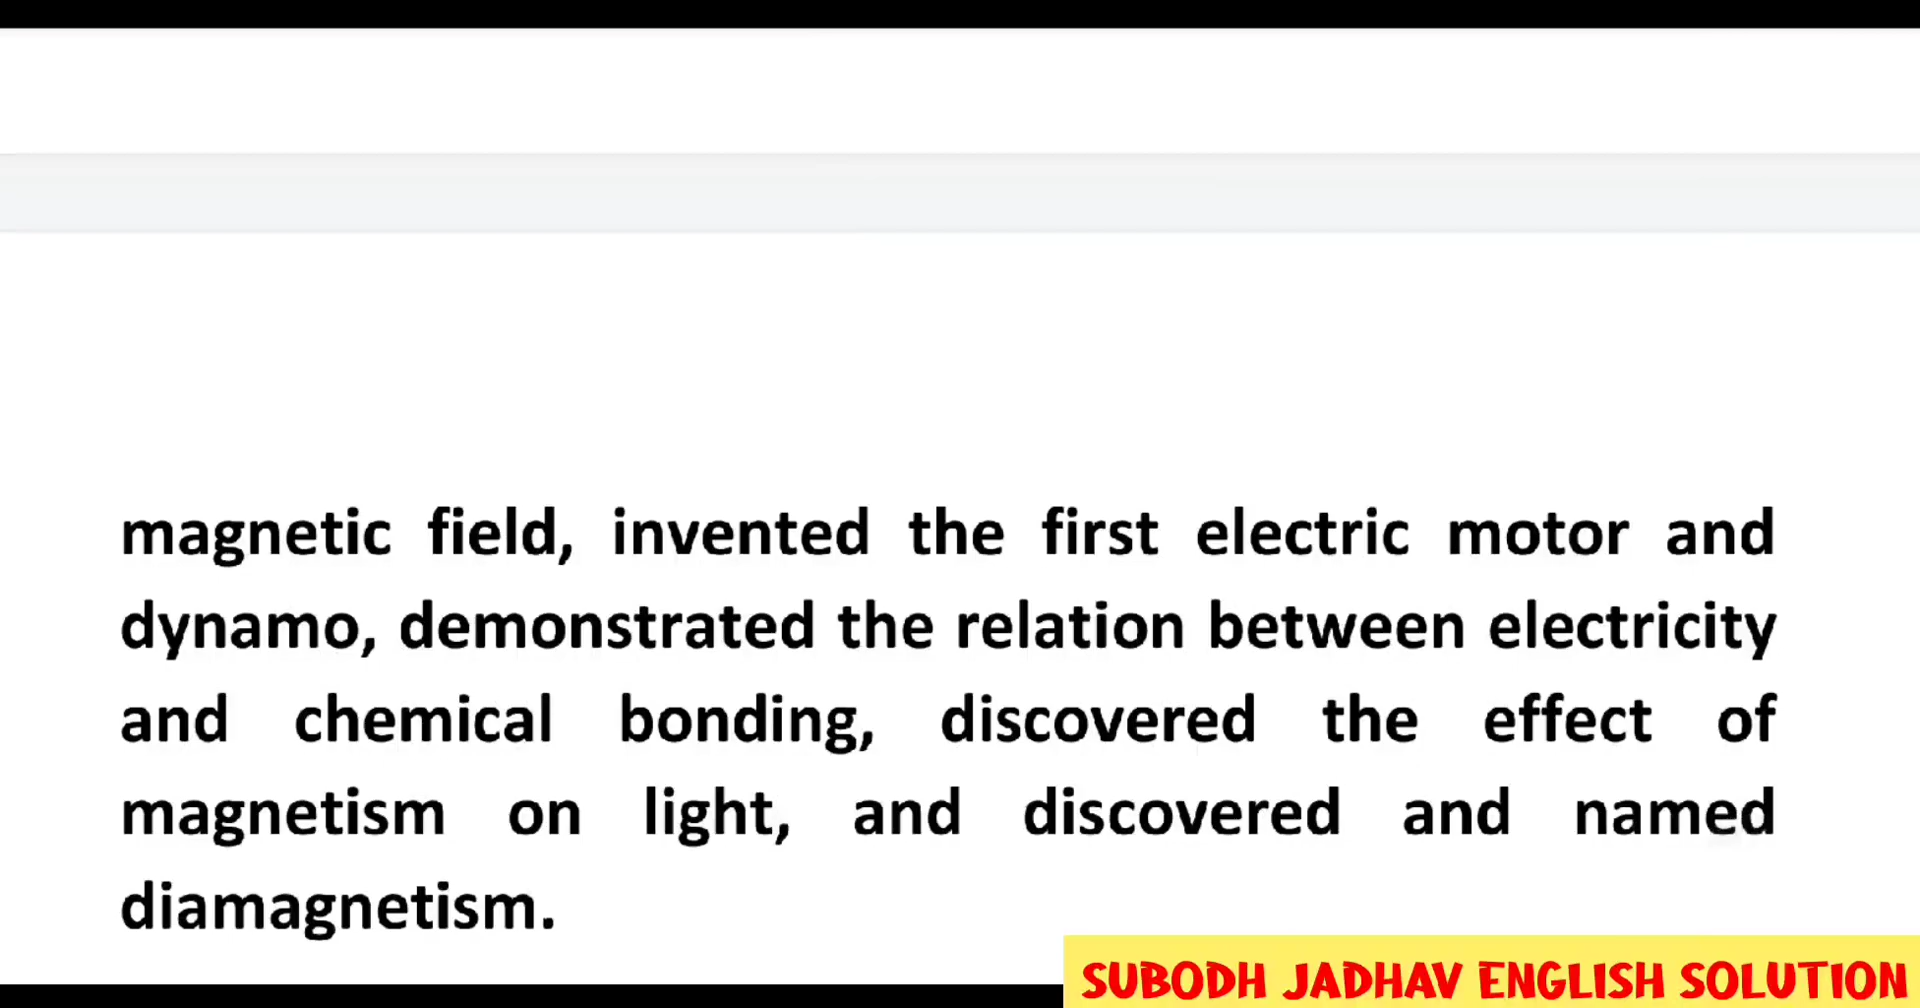 magnetic field, invented the first electric motor and
dynamo, demonstrated the relation between electricity
and chemical bonding, discovered the effect of
magnetism on light, and discovered and named
diamagnetism.
SUBODH JADHAV ENGLISH SOLUTION